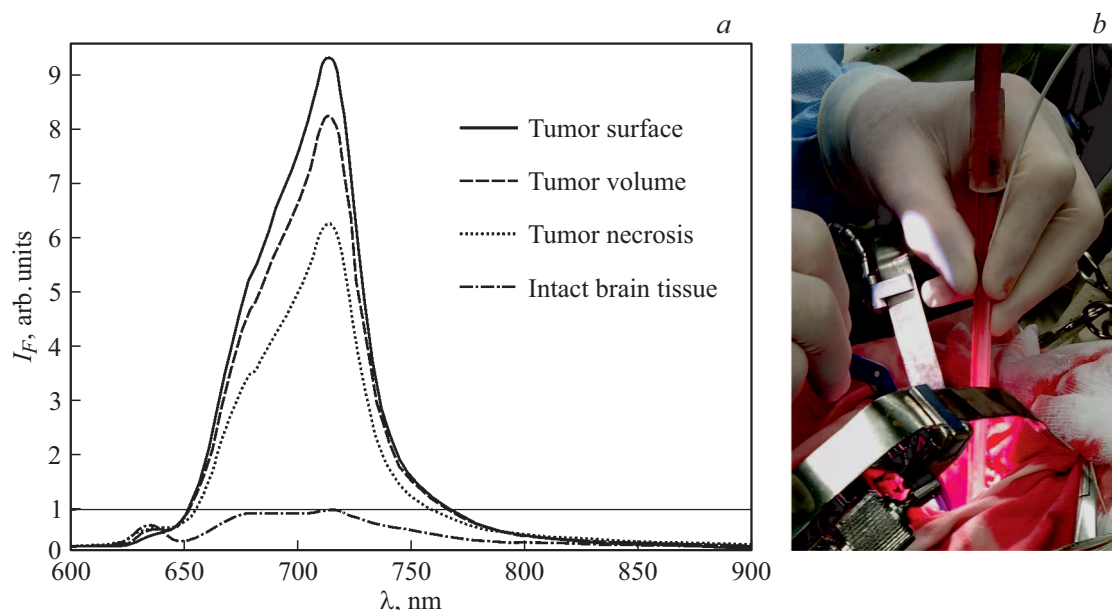 a
b
9
8
7
6
5
4
3
2
1
0
I_F, arb. units
Tumor surface
Tumor volume
Tumor necrosis
Intact brain tissue
600 650 700 750 800 850 900
λ, nm